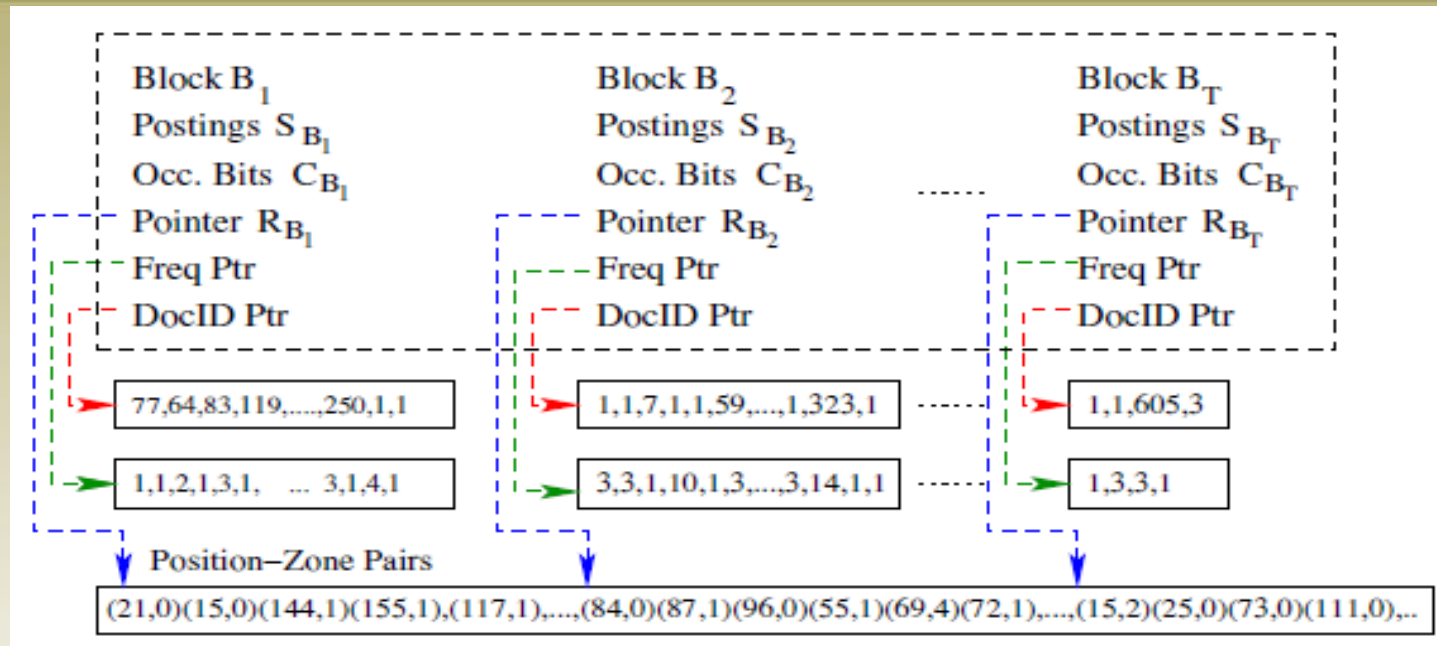 Block B1
Postings SB1
Occ. Bits CB1
Pointer RB1
Freq Ptr
DocID Ptr
Block B2
Postings SB2
Occ. Bits CB2
Pointer RB2
Freq Ptr
DocID Ptr
Block BT
Postings SBT
Occ. Bits CBT
Pointer RBT
Freq Ptr
DocID Ptr
77,64,83,119,....,250,1,1
1,1,7,1,1,59,...,1,323,1
1,1,605,3
1,1,2,1,3,1, ... 3,1,4,1
3,3,1,10,1,3,...,3,14,1,1
1,3,3,1
Position–Zone Pairs
(21,0)(15,0)(144,1)(155,1),(117,1),...,(84,0)(87,1)(96,0)(55,1)(69,4)(72,1),...,(15,2)(25,0)(73,0)(111,0),..